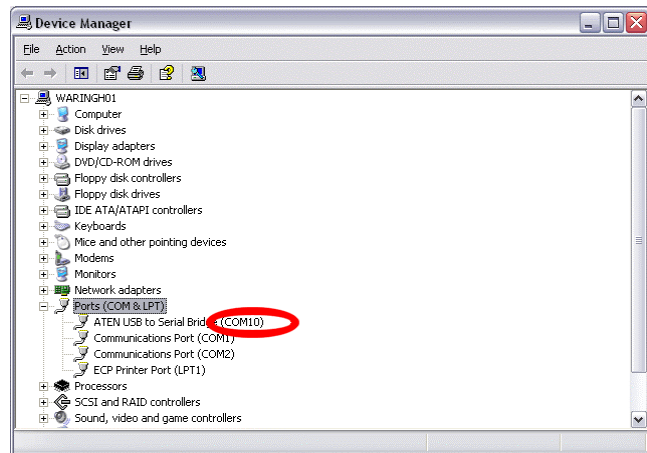 Device Manager
File Action View Help
WARINGH01
Computer
Disk drives
Display adapters
DVD/CD-ROM drives
Floppy disk controllers
Floppy disk drives
IDE ATA/ATAPI controllers
Keyboards
Mice and other pointing devices
Modems
Monitors
Network adapters
Ports (COM & LPT)
ATEN USB to Serial Bridge (COM10)
Communications Port (COM1)
Communications Port (COM2)
ECP Printer Port (LPT1)
Processors
SCSI and RAID controllers
Sound, video and game controllers